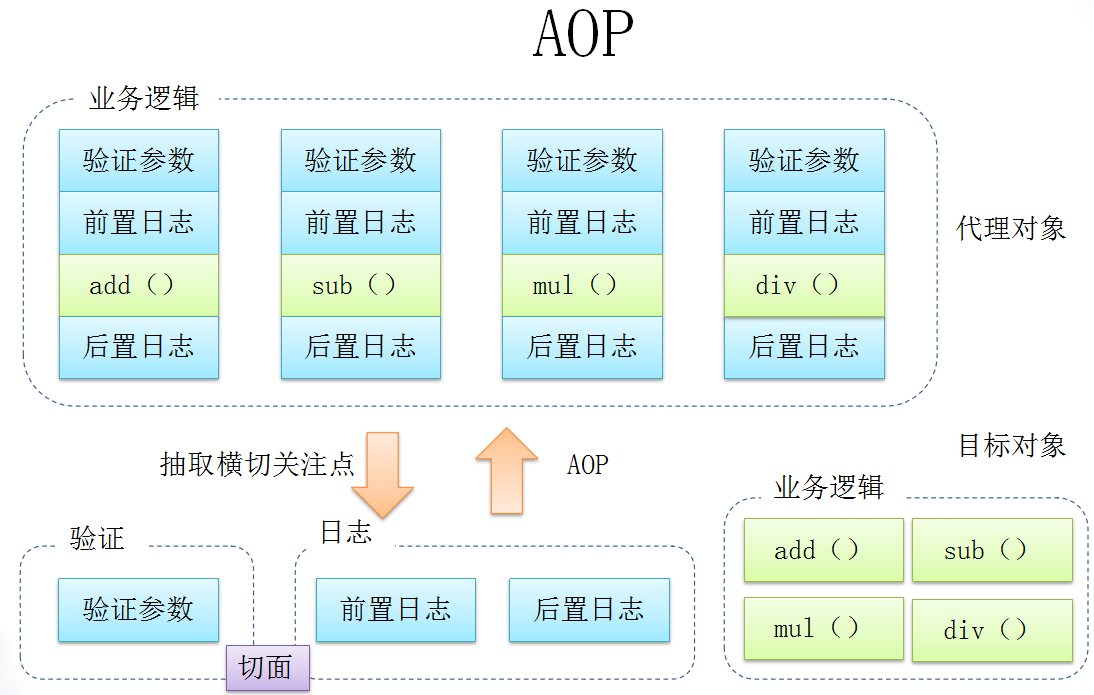 AOP
业务逻辑
验证参数 验证参数 验证参数 验证参数
前置日志 前置日志 前置日志 前置日志
代理对象
add（） sub（） mul（） div（）
后置日志 后置日志 后置日志 后置日志
抽取横切关注点
AOP
目标对象
业务逻辑
验证
日志
add（） sub（）
验证参数
前置日志 后置日志
mul（） div（）
切面